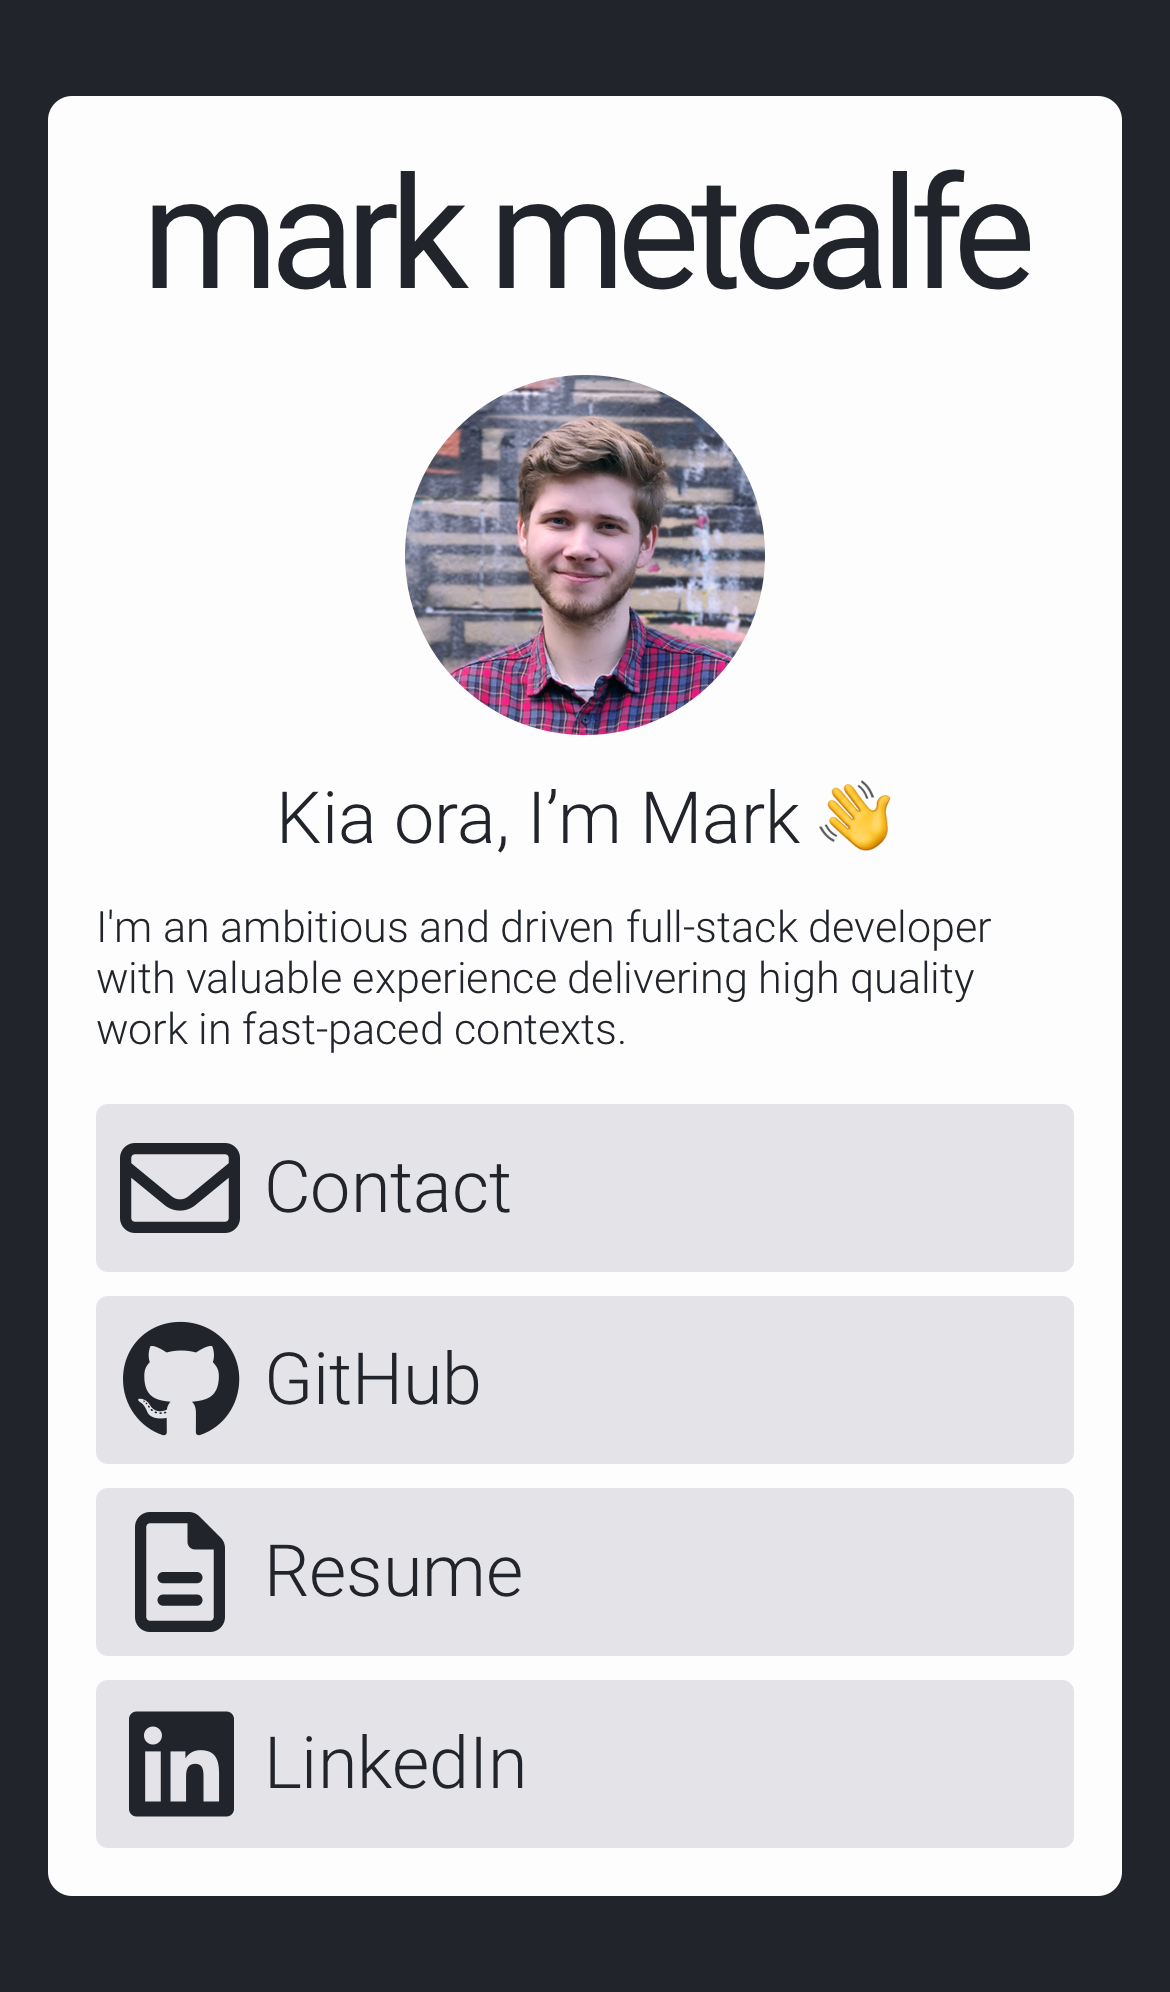 mark metcalfe
Kia ora, I’m Mark 👋
I'm an ambitious and driven full-stack developer
with valuable experience delivering high quality
work in fast-paced contexts.
Contact
GitHub
Resume
in
LinkedIn